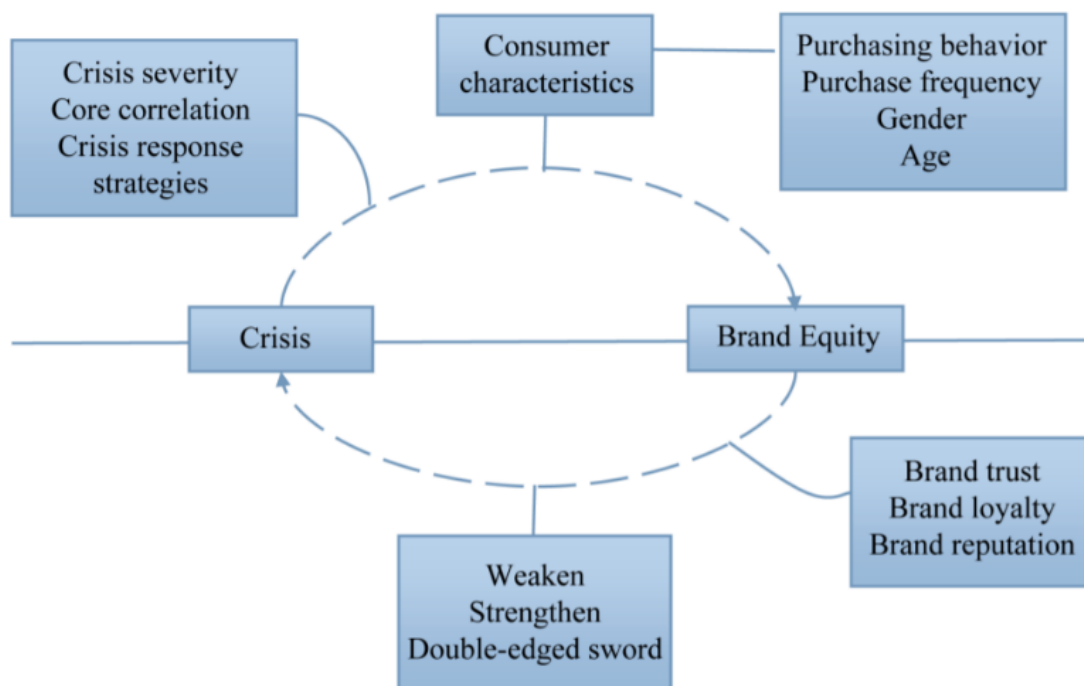 Crisis severity
Core correlation
Crisis response
strategies
Consumer
characteristics
Purchasing behavior
Purchase frequency
Gender
Age
Crisis
Brand Equity
Weaken
Strengthen
Double-edged sword
Brand trust
Brand loyalty
Brand reputation